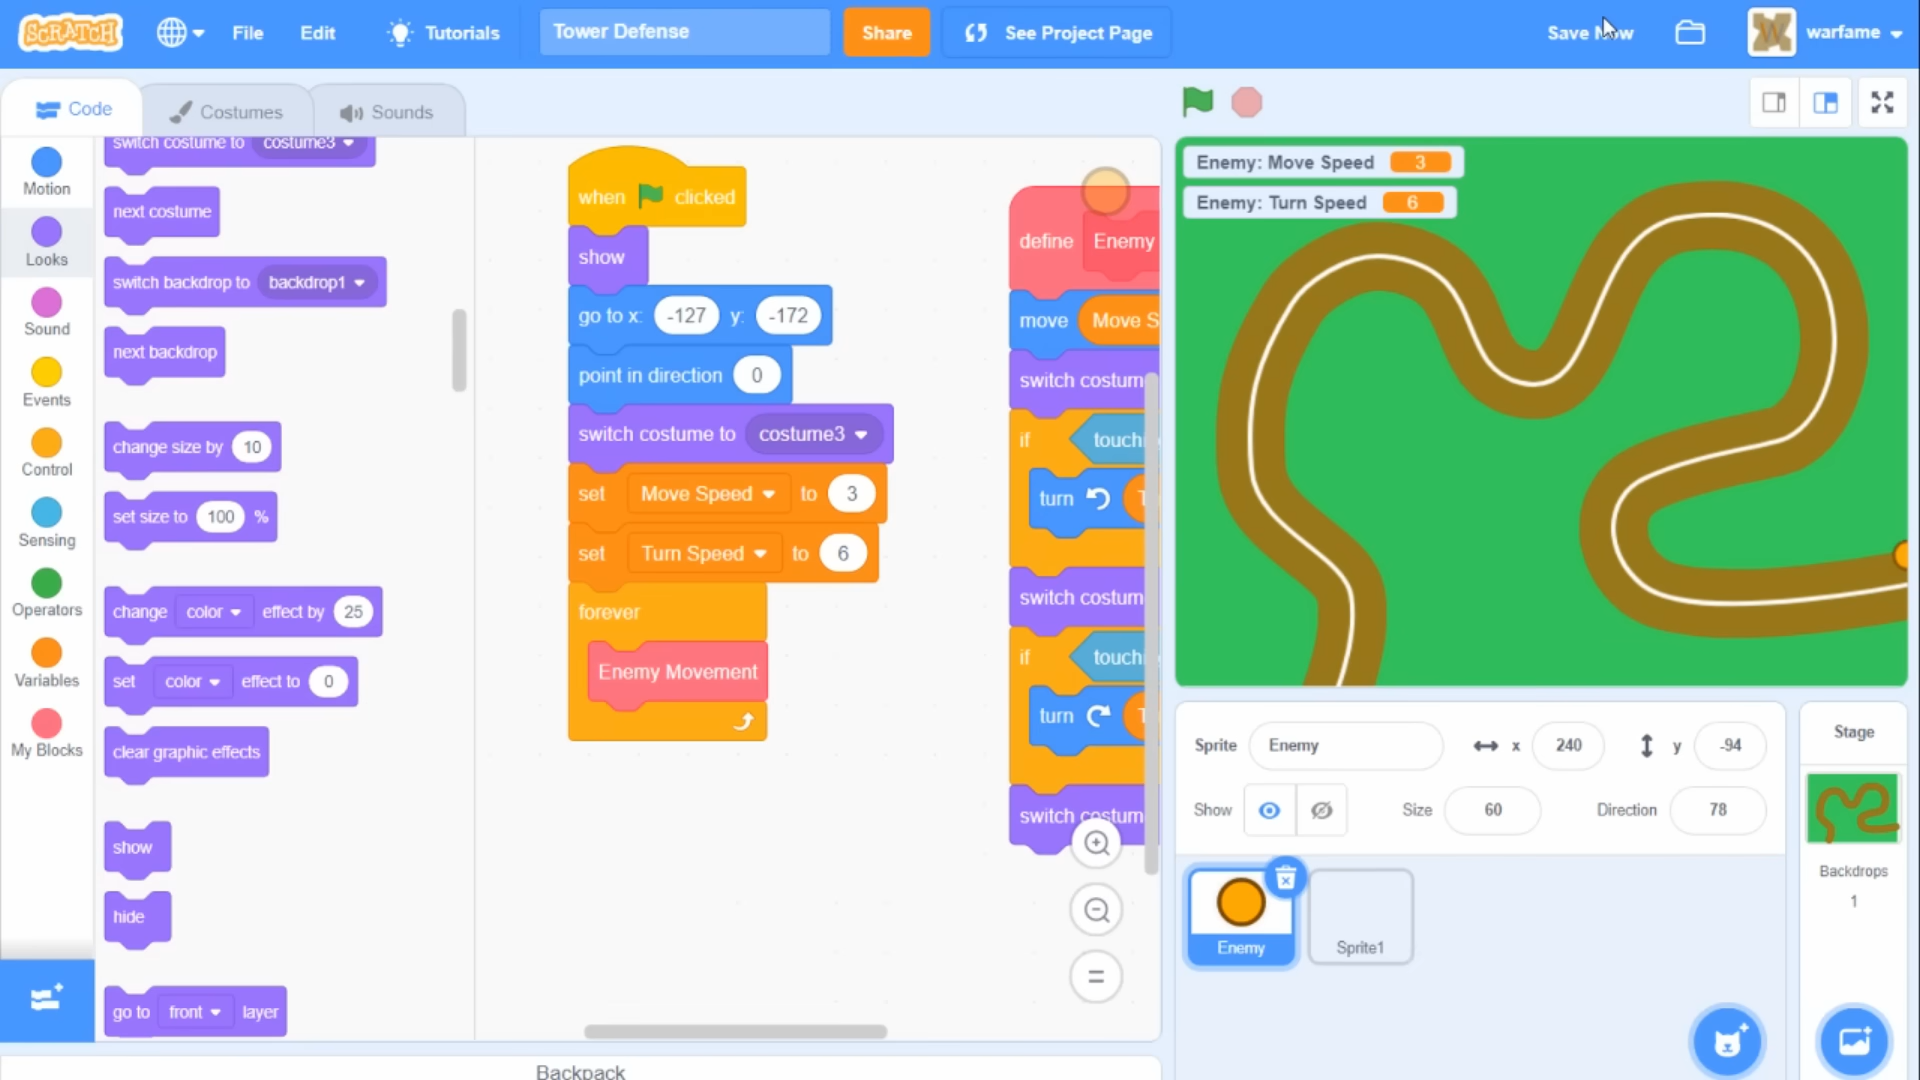 SCRATCH
File
Edit
Tutorials
Tower Defense
Share
See Project Page
Save Now
warfame
Code
Costumes
Sounds
Motion
Looks
Sound
Events
Control
Sensing
Operators
Variables
My Blocks
switch costume to costume3
next costume
switch backdrop to backdrop1
next backdrop
change size by 10
set size to 100 %
change color effect by 25
set color effect to 0
clear graphic effects
show
hide
go to front layer
when clicked
show
go to x: -127 y: -172
point in direction 0
switch costume to costume3
set Move Speed to 3
set Turn Speed to 6
forever
Enemy Movement
define Enemy
move Move S
switch costum
if touchi
turn T
switch costum
if touchi
turn T
switch costum
Backpack
Enemy: Move Speed 3
Enemy: Turn Speed 6
Sprite Enemy x 240 y -94
Show Size 60 Direction 78
Enemy
Sprite1
Stage
Backdrops
1